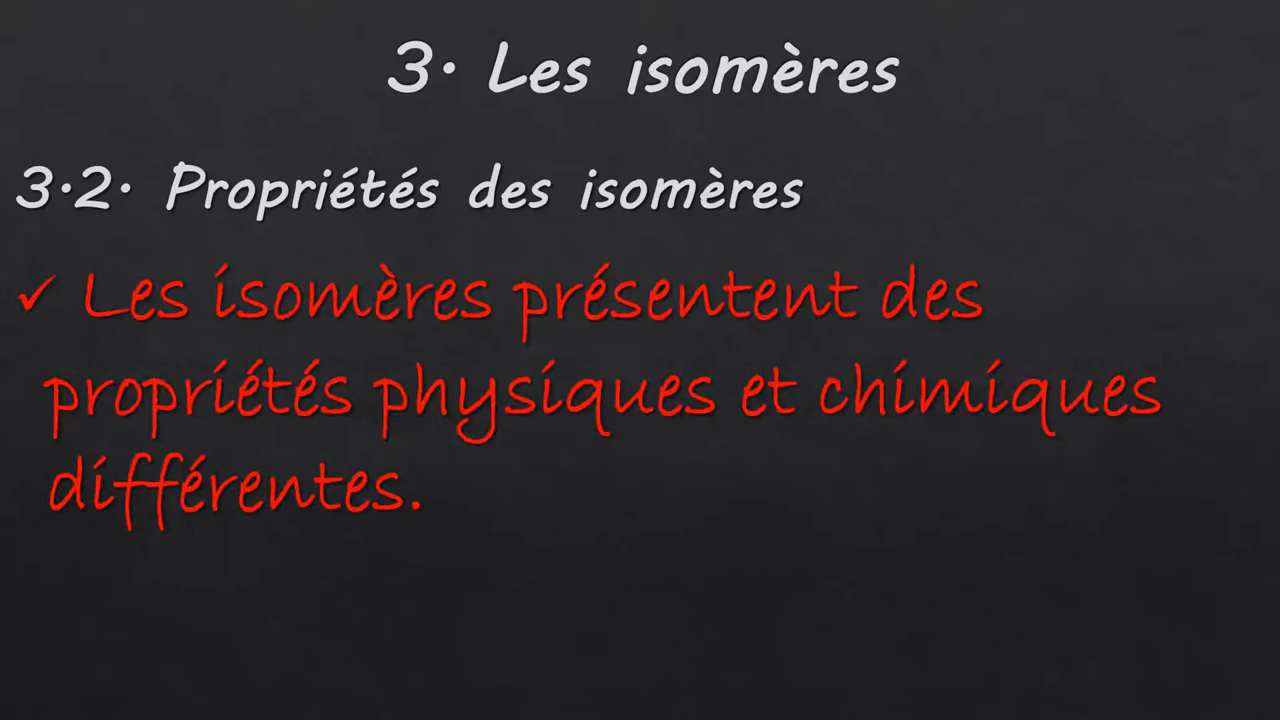 3. Les isomères
3.2. Propriétés des isomères
✓ Les isomères présentent des
propriétés physiques et chimiques
différentes.